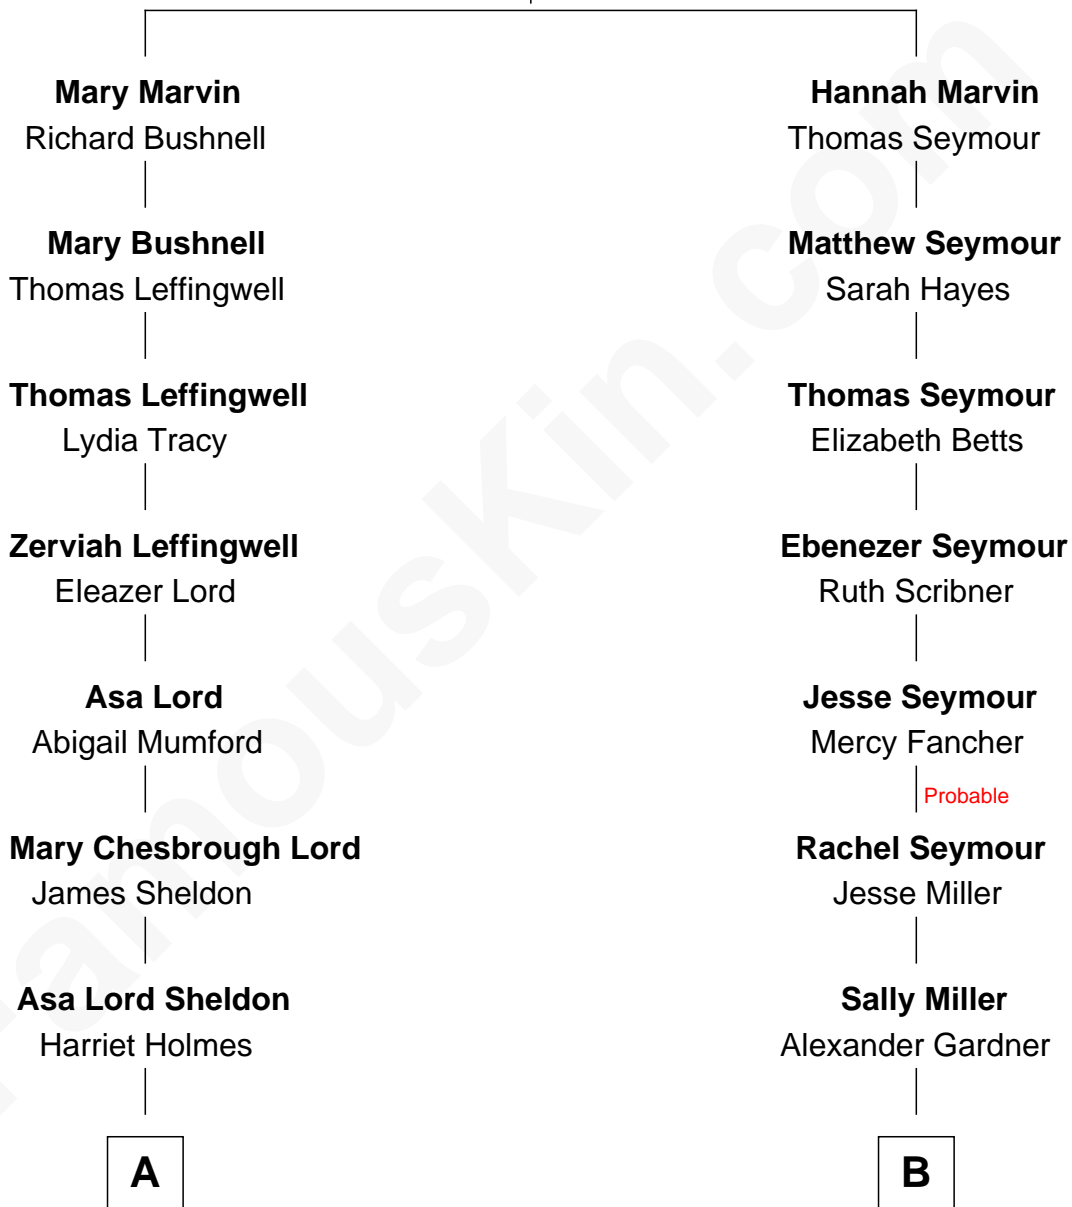 Mary Marvin
Richard Bushnell
Hannah Marvin
Thomas Seymour
Mary Bushnell
Thomas Leffingwell
Matthew Seymour
Sarah Hayes
Thomas Leffingwell
Lydia Tracy
Thomas Seymour
Elizabeth Betts
Zerviah Leffingwell
Eleazer Lord
Ebenezer Seymour
Ruth Scribner
Asa Lord
Abigail Mumford
Jesse Seymour
Mercy Fancher
Probable
Mary Chesbrough Lord
James Sheldon
Rachel Seymour
Jesse Miller
Asa Lord Sheldon
Harriet Holmes
Sally Miller
Alexander Gardner
A
B
FamousKin.com